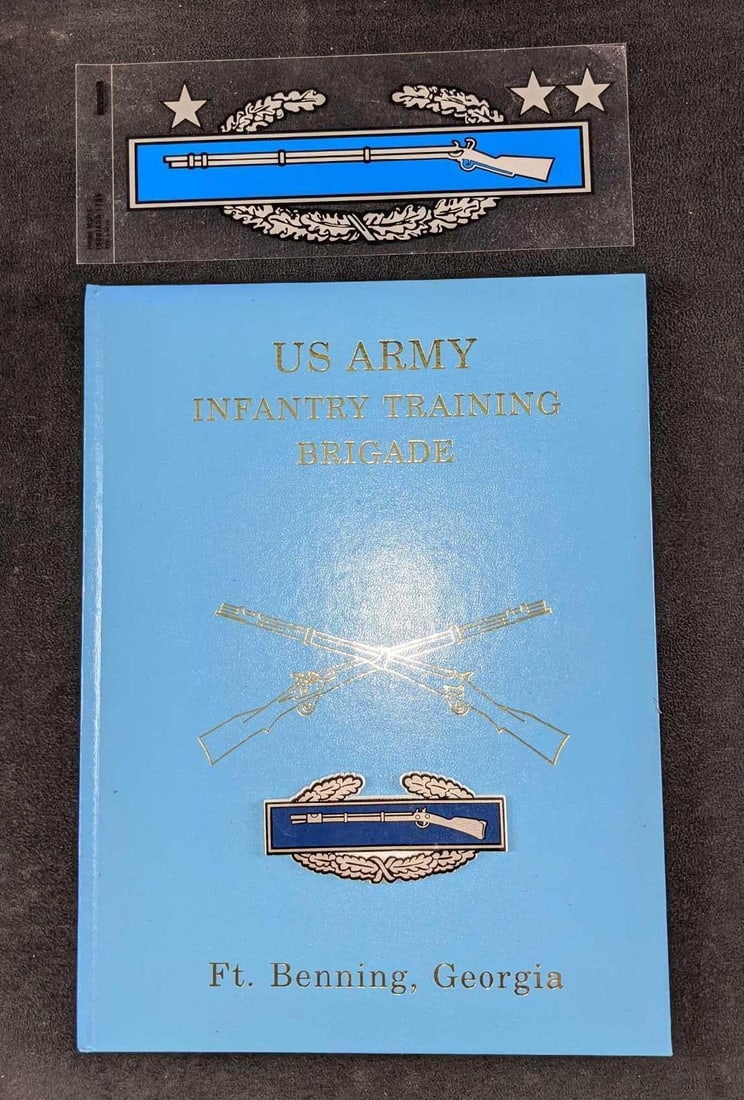 US ARMY
INFANTRY TRAINING
BRIGADE
Ft. Benning, Georgia